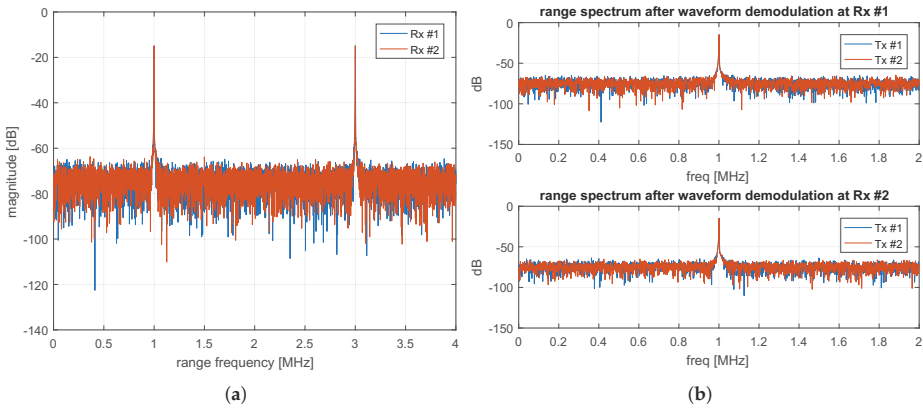 Rx #1
Rx #2
0
-20
-40
-60
-80
-100
-120
-140
magnitude [dB]
0
0.5
1
1.5
2
2.5
3
3.5
4
range frequency [MHz]
(a)
range spectrum after waveform demodulation at Rx #1
Tx #1
Tx #2
0
-50
-100
-150
dB
0
0.2
0.4
0.6
0.8
1
1.2
1.4
1.6
1.8
2
freq [MHz]
range spectrum after waveform demodulation at Rx #2
Tx #1
Tx #2
0
-50
-100
-150
dB
0
0.2
0.4
0.6
0.8
1
1.2
1.4
1.6
1.8
2
freq [MHz]
(b)